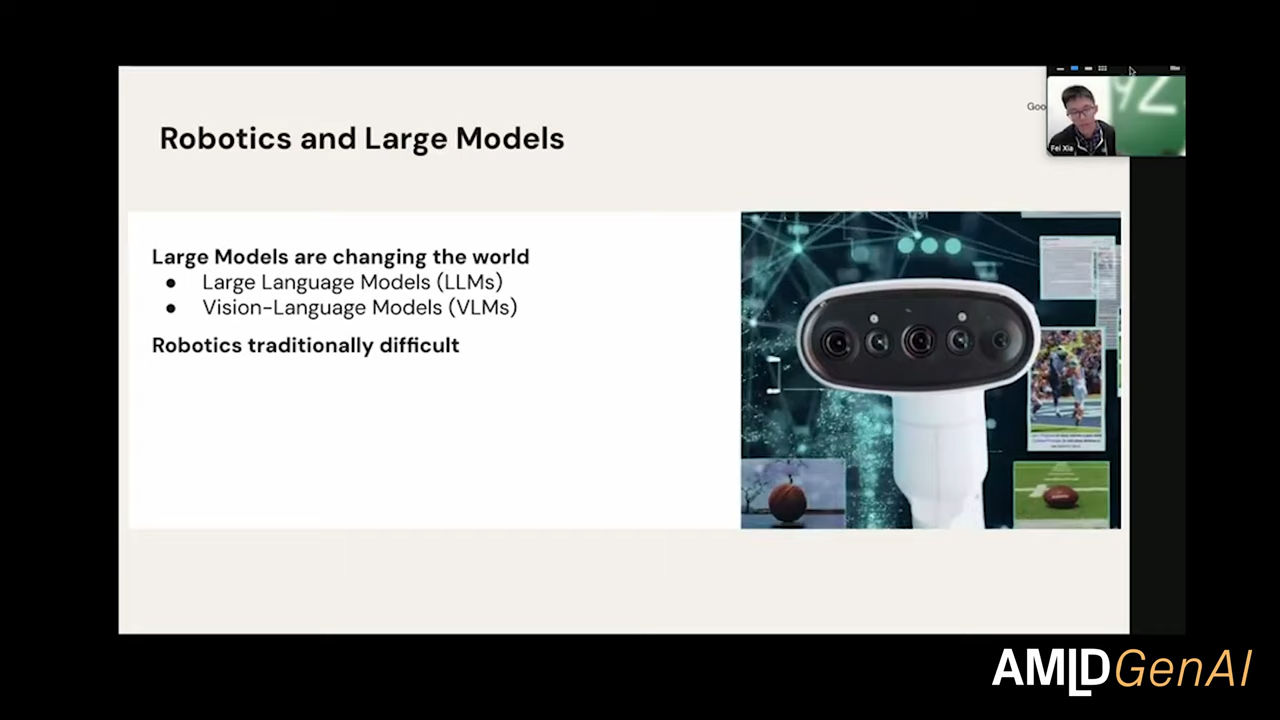 Robotics and Large Models
Goo
Fei Xia
Large Models are changing the world
● Large Language Models (LLMs)
● Vision-Language Models (VLMs)
Robotics traditionally difficult
AMLD GenAI